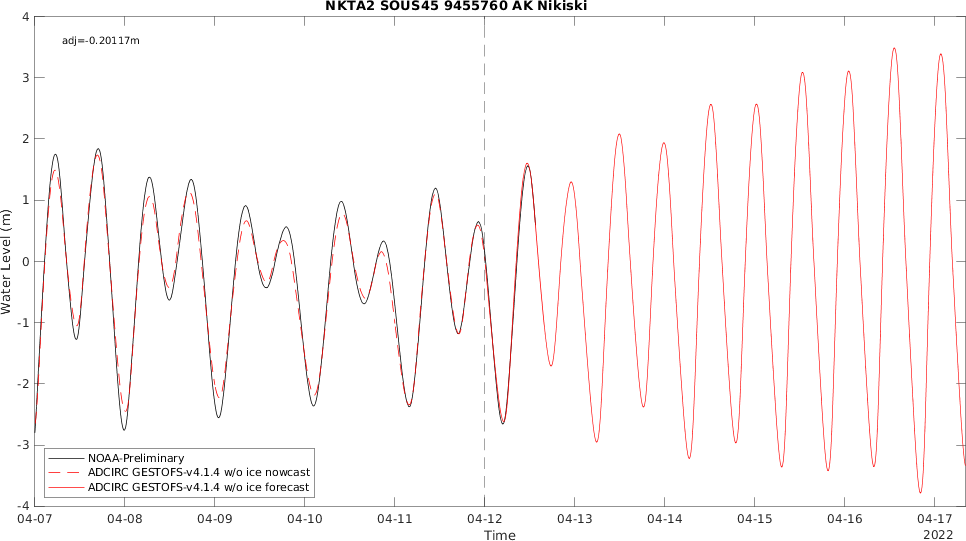 NKTA2 SOUS45 9455760 AK Nikiski
adj=-0.20117m
4
3
2
1
0
-1
-2
-3
-4
Water Level (m)
NOAA-Preliminary
ADCIRC GESTOFS-v4.1.4 w/o ice nowcast
ADCIRC GESTOFS-v4.1.4 w/o ice forecast
04-07 04-08 04-09 04-10 04-11 04-12 04-13 04-14 04-15 04-16 04-17
Time
2022